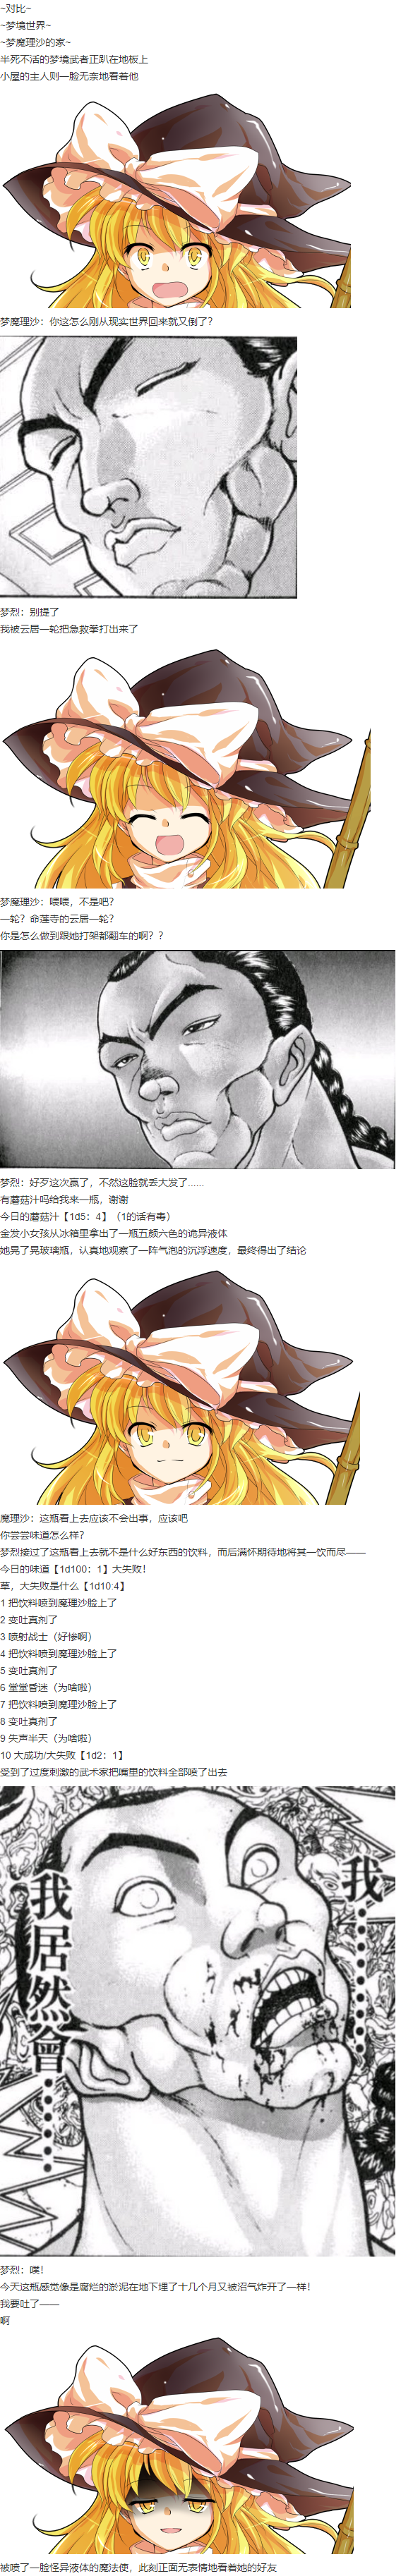 ~对比~
~梦境世界~
~梦魔理沙的家~
半死不活的梦境武者正趴在地板上
小屋的主人则一脸无奈地看着他
梦魔理沙：你这怎么刚从现实世界回来就又倒了？
梦烈：别提了
我被云居一轮把急救拳打出来了
梦魔理沙：喂喂，不是吧？
一轮？命莲寺的云居一轮？
你是怎么做到跟她打架都翻车的啊？？
梦烈：好歹这次赢了，不然这脸就丢大发了......
有蘑菇汁吗给我来一瓶，谢谢
今日的蘑菇汁【1d5：4】（1的话有毒）
金发小女孩从冰箱里拿出了一瓶五颜六色的诡异液体
她晃了晃玻璃瓶，认真地观察了一阵气泡的沉浮速度，最终得出了结论
魔理沙：这瓶看上去应该不会出事，应该吧
你尝尝味道怎么样？
梦烈接过了这瓶看上去就不是什么好东西的饮料，而后满怀期待地将其一饮而尽——
今日的味道【1d100：1】大失败！
草，大失败是什么【1d10:4】
1 把饮料喷到魔理沙脸上了
2 变吐真剂了
3 喷射战士（好惨啊）
4 把饮料喷到魔理沙脸上了
5 变吐真剂了
6 堂堂昏迷（为啥啦）
7 把饮料喷到魔理沙脸上了
8 变吐真剂了
9 失声半天（为啥啦）
10 大成功/大失败【1d2：1】
受到了过度刺激的武术家把嘴里的饮料全部喷了出去
我⋯⋯⋯
我居然會⋯⋯
梦烈：噗！
今天这瓶感觉像是腐烂的淤泥在地下埋了十几个月又被沼气炸开了一样！
我要吐了——
啊
被喷了一脸怪异液体的魔法使，此刻正面无表情地看着她的好友